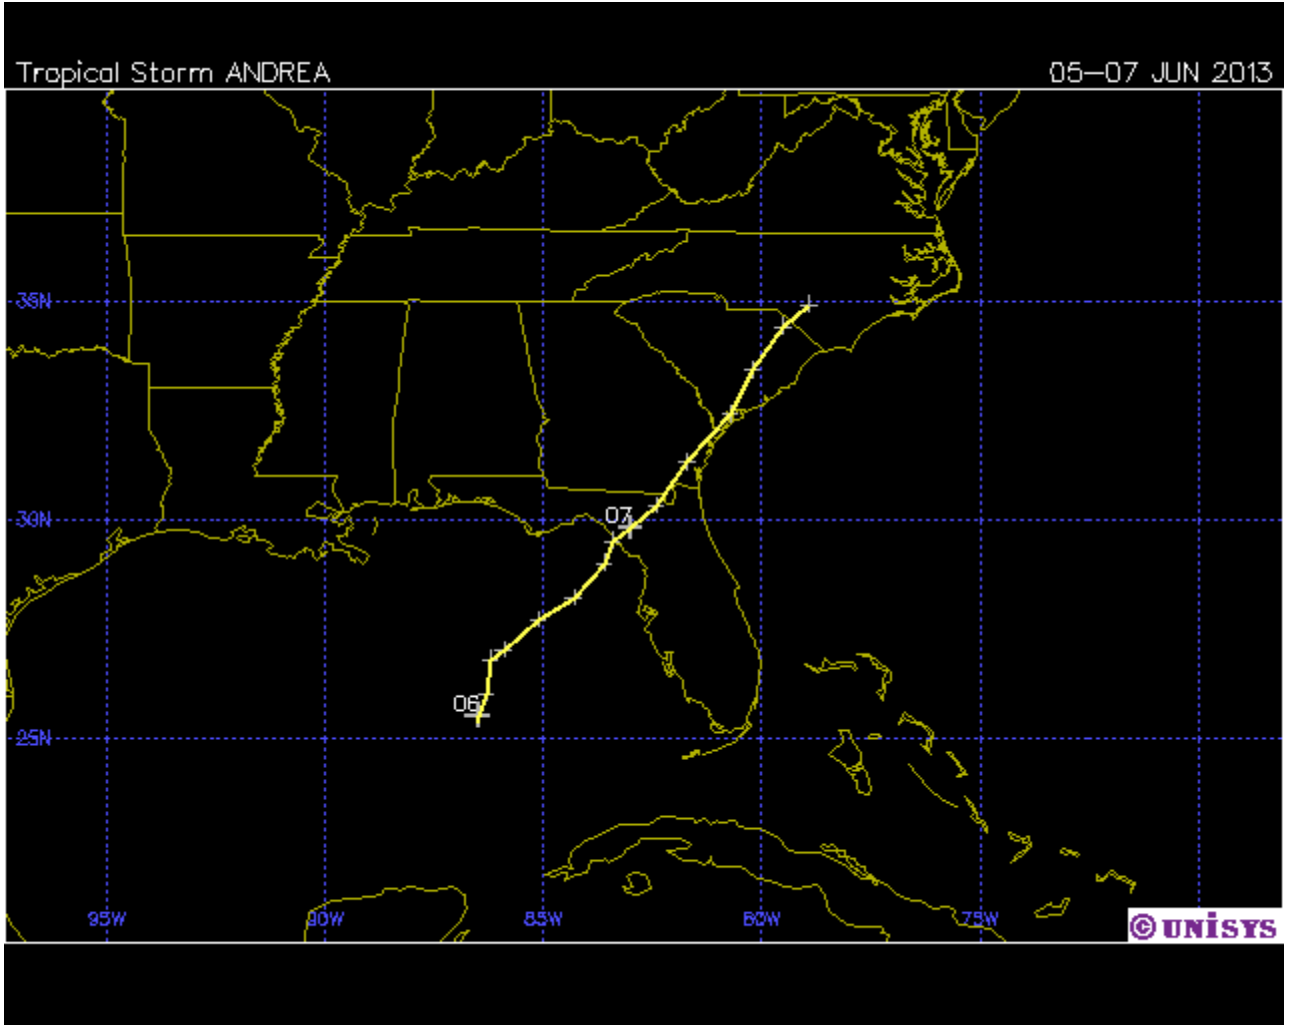 Tropical Storm ANDREA 05-07 JUN 2013
35N
07
30N
06
25N
95W 90W 85W 80W 75W
© UNISYS